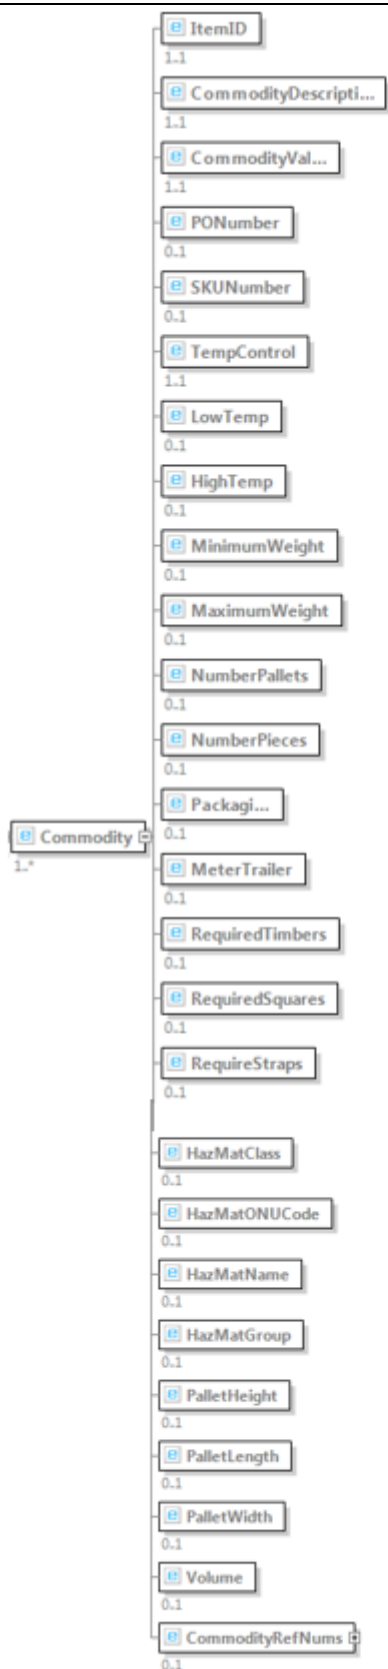 ItemID
1..1
CommodityDescripti...
1..1
CommodityVal...
1..1
PONumber
0..1
SKUNumber
0..1
TempControl
1..1
LowTemp
0..1
HighTemp
0..1
MinimumWeight
0..1
MaximumWeight
0..1
NumberPallets
0..1
NumberPieces
0..1
Packagi...
0..1
Commodity
1..*
MeterTrailer
0..1
RequiredTimbers
0..1
RequiredSquares
0..1
RequireStraps
0..1
HazMatClass
0..1
HazMatONUCode
0..1
HazMatName
0..1
HazMatGroup
0..1
PalletHeight
0..1
PalletLength
0..1
PalletWidth
0..1
Volume
0..1
CommodityRefNums
0..1